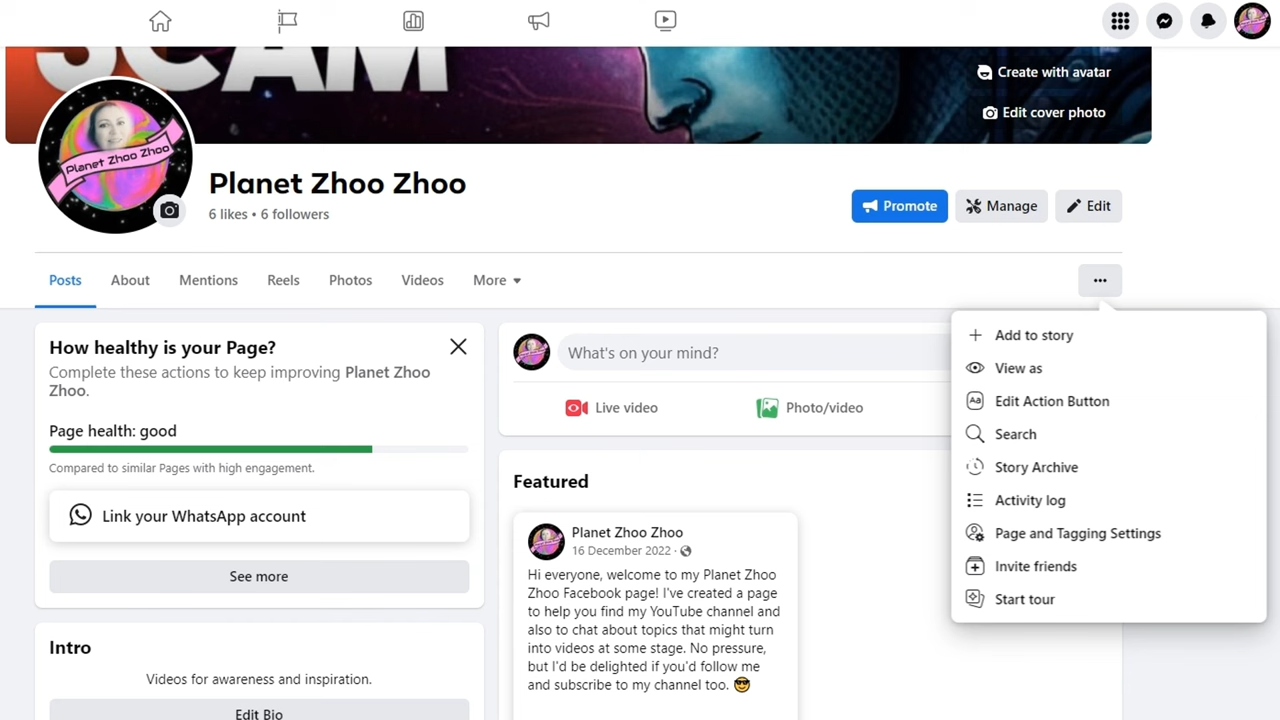 SCAM
Create with avatar
Edit cover photo
Planet Zhoo Zhoo
Planet Zhoo Zhoo
6 likes • 6 followers
Promote
Manage
Edit
Posts
About
Mentions
Reels
Photos
Videos
More
How healthy is your Page?
Complete these actions to keep improving Planet Zhoo
Zhoo.
Page health: good
Compared to similar Pages with high engagement.
Link your WhatsApp account
See more
Intro
Videos for awareness and inspiration.
Edit Bio
What's on your mind?
Live video
Photo/video
Featured
Planet Zhoo Zhoo
16 December 2022 ·
Hi everyone, welcome to my Planet Zhoo
Zhoo Facebook page! I've created a page
to help you find my YouTube channel and
also to chat about topics that might turn
into videos at some stage. No pressure,
but I'd be delighted if you'd follow me
and subscribe to my channel too. 😎
Add to story
View as
Aa Edit Action Button
Search
Story Archive
Activity log
Page and Tagging Settings
Invite friends
Start tour